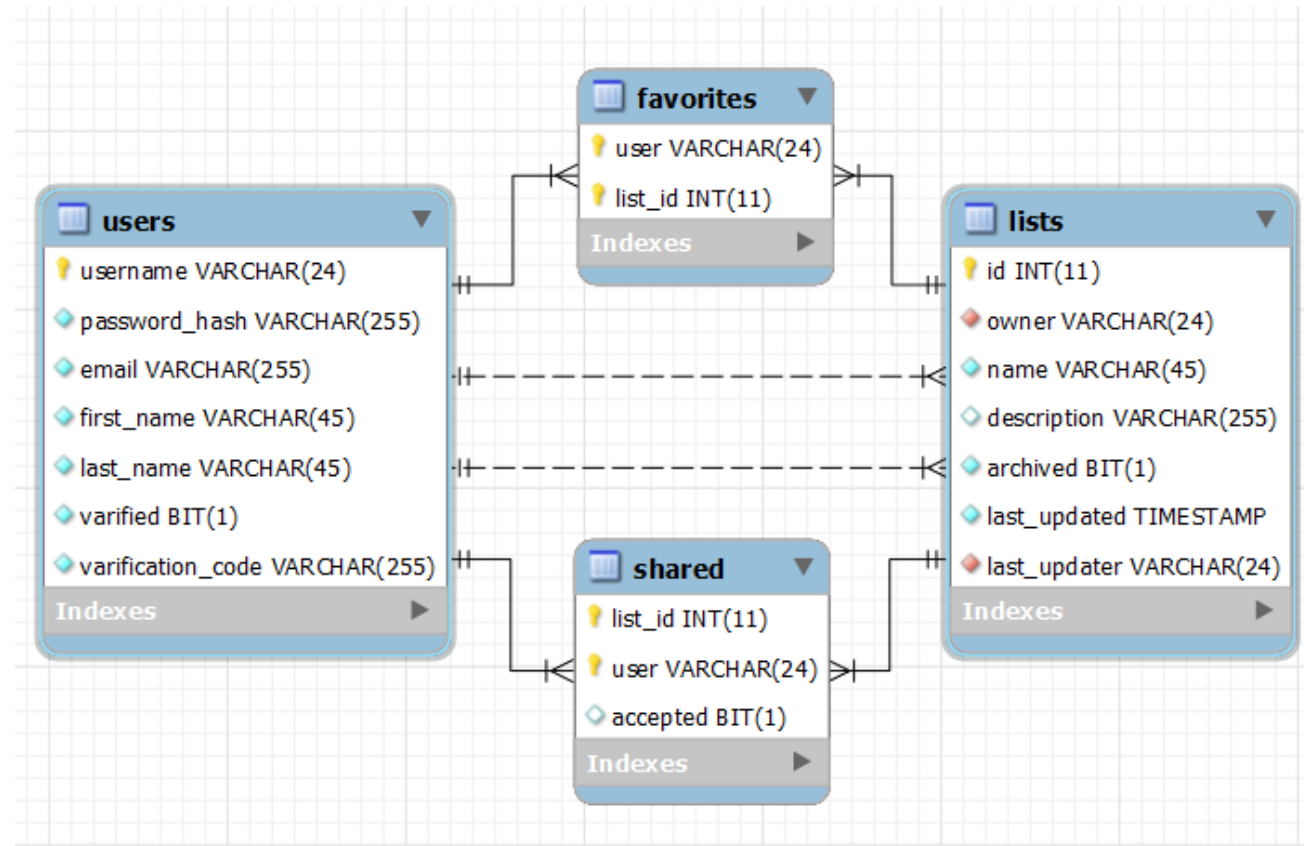 users
username VARCHAR(24)
password_hash VARCHAR(255)
email VARCHAR(255)
first_name VARCHAR(45)
last_name VARCHAR(45)
varified BIT(1)
varification_code VARCHAR(255)
Indexes
favorites
user VARCHAR(24)
list_id INT(11)
Indexes
shared
list_id INT(11)
user VARCHAR(24)
accepted BIT(1)
Indexes
lists
id INT(11)
owner VARCHAR(24)
name VARCHAR(45)
description VARCHAR(255)
archived BIT(1)
last_updated TIMESTAMP
last_updater VARCHAR(24)
Indexes